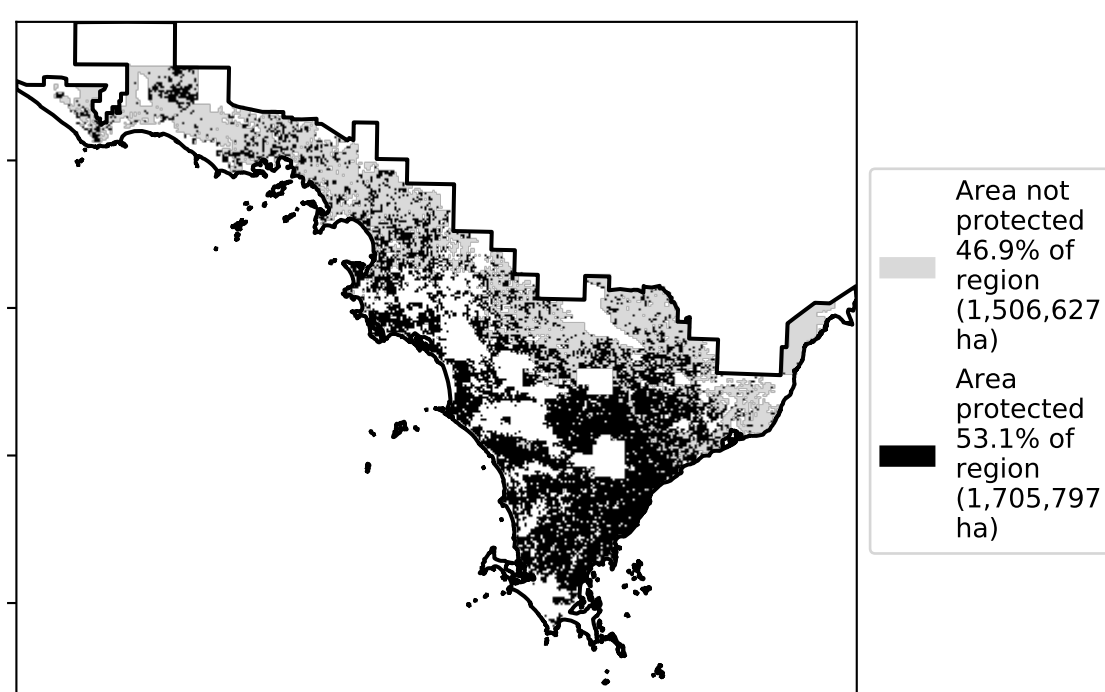 Area not
protected
46.9% of
region
(1,506,627
ha)
Area
protected
53.1% of
region
(1,705,797
ha)